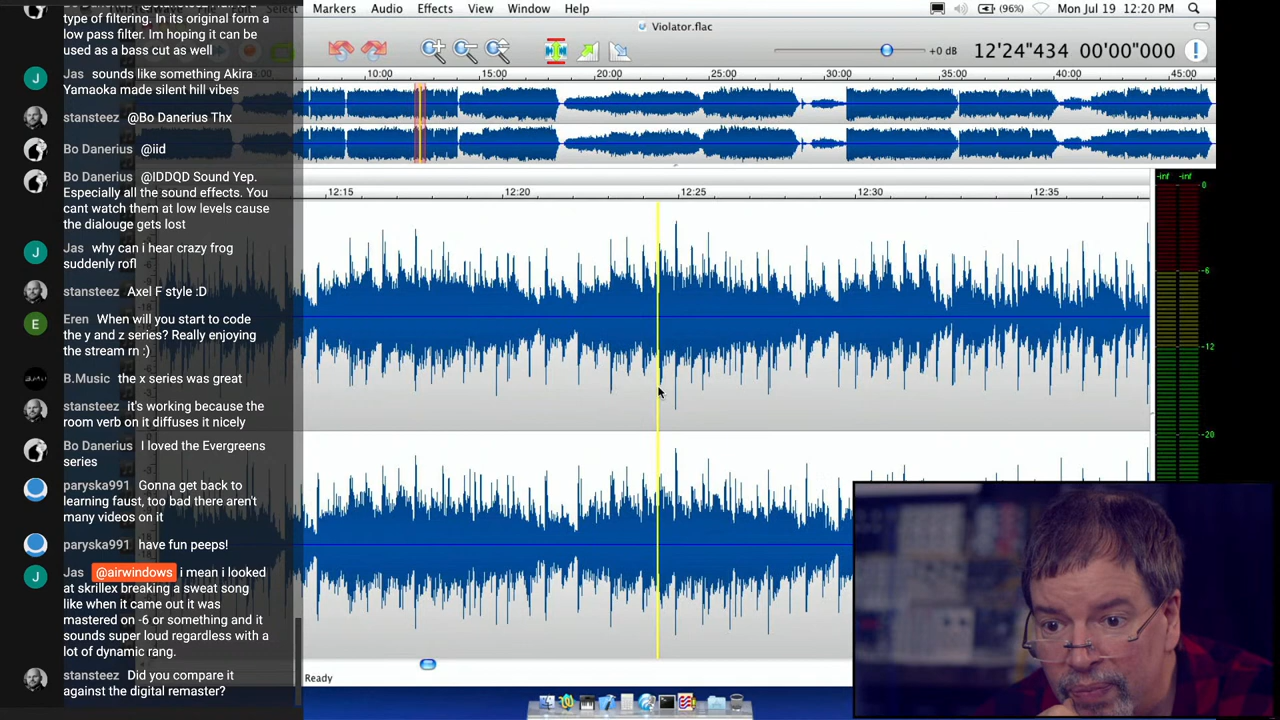 Markers Audio Effects View Window Help (96%) Mon Jul 19 12:20 PM
Violator.flac
+0 dB 12'24"434 00'00"000
10:00 15:00 20:00 25:00 30:00 35:00 40:00 45:00
12:15 12:20 12:25 12:30 12:35
-inf -inf 0
-6
-12
-20
Ready
type of filtering. In its original form a
low pass filter. Im hoping it can be
used as a bass cut as well
Jas sounds like something Akira
Yamaoka made silent hill vibes
stansteez @Bo Danerius Thx
Bo Danerius @iid
Bo Danerius @IDDQD Sound Yep.
Especially all the sound effects. You
cant watch them at low levels cause
the dialogue gets lost
Jas why can i hear crazy frog
suddenly rofl
stansteez Axel F style :D
Eren When will you start to code
the y and z series? Really enjoying
the stream rn :)
B.Music the x series was great
stansteez it's working because the
room verb on it diffuses it nicely
Bo Danerius I loved the Evergreens
series
paryska991 Gonna get back to
learning faust, too bad there aren't
many videos on it
paryska991 have fun peeps!
Jas @airwindows i mean i looked
at skrillex breaking a sweat song
like when it came out it was
mastered on -6 or something and it
sounds super loud regardless with a
lot of dynamic rang.
stansteez Did you compare it
against the digital remaster?